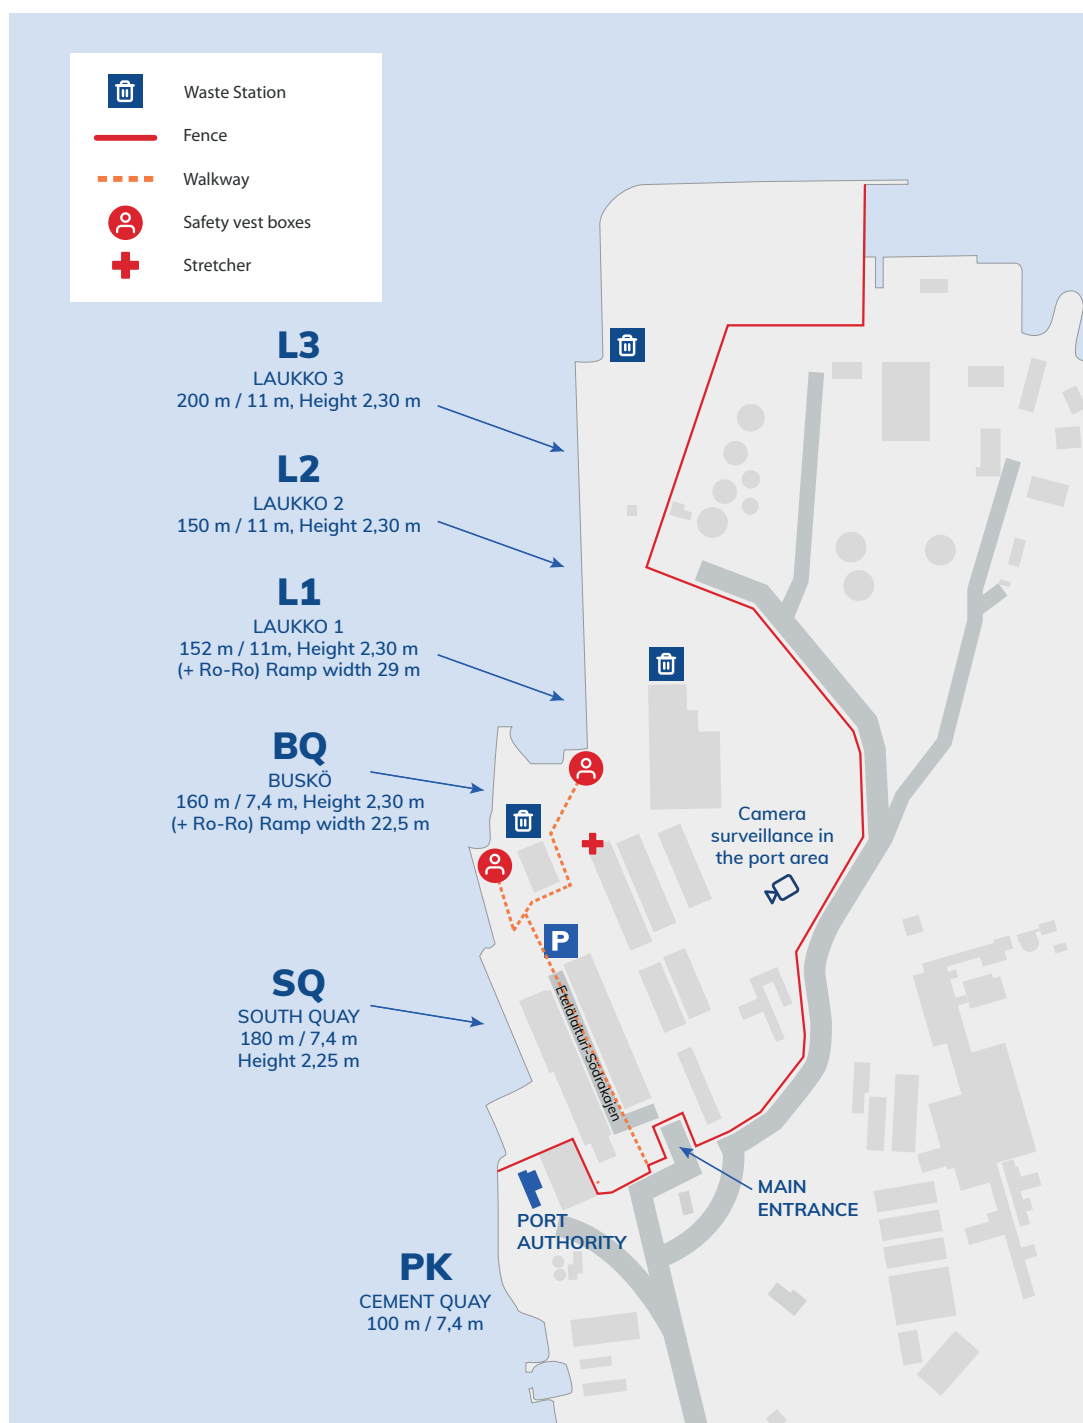 Waste Station
Fence
Walkway
Safety vest boxes
Stretcher
L3
LAUKKO 3
200 m / 11 m, Height 2,30 m
L2
LAUKKO 2
150 m / 11 m, Height 2,30 m
L1
LAUKKO 1
152 m / 11m, Height 2,30 m
(+ Ro-Ro) Ramp width 29 m
BQ
BUSKÖ
160 m / 7,4 m, Height 2,30 m
(+ Ro-Ro) Ramp width 22,5 m
Camera
surveillance in
the port area
P
SQ
SOUTH QUAY
180 m / 7,4 m
Height 2,25 m
Etelälaituri-Södrakajen
MAIN
ENTRANCE
PORT
AUTHORITY
PK
CEMENT QUAY
100 m / 7,4 m